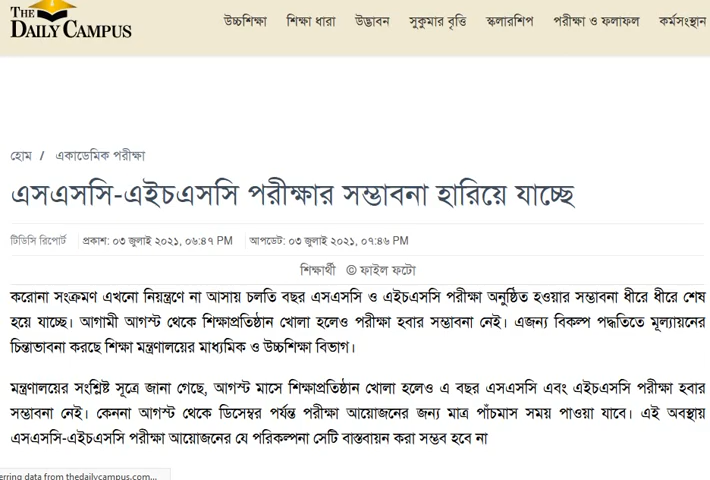 THE
DAILY CAMPUS
উচ্চশিক্ষা শিক্ষা ধারা উদ্ভাবন সুকুমার বৃত্তি স্কলারশিপ পরীক্ষা ও ফলাফল কর্মসংস্থান
হোম / একাডেমিক পরীক্ষা
এসএসসি-এইচএসসি পরীক্ষার সম্ভাবনা হারিয়ে যাচ্ছে
টিডিসি রিপোর্ট প্রকাশ: ০৩ জুলাই ২০২১, ০৬:৪৭ PM আপডেট: ০৩ জুলাই ২০২১, ০৭:৪৬ PM
শিক্ষার্থী © ফাইল ফটো
করোনা সংক্রমণ এখনো নিয়ন্ত্রণে না আসায় চলতি বছর এসএসসি ও এইচএসসি পরীক্ষা অনুষ্ঠিত হওয়ার সম্ভাবনা ধীরে ধীরে শেষ
হয়ে যাচ্ছে। আগামী আগস্ট থেকে শিক্ষাপ্রতিষ্ঠান খোলা হলেও পরীক্ষা হবার সম্ভাবনা নেই। এজন্য বিকল্প পদ্ধতিতে মূল্যায়নের
চিন্তাভাবনা করছে শিক্ষা মন্ত্রণালয়ের মাধ্যমিক ও উচ্চশিক্ষা বিভাগ।
মন্ত্রণালয়ের সংশ্লিষ্ট সূত্রে জানা গেছে, আগস্ট মাসে শিক্ষাপ্রতিষ্ঠান খোলা হলেও এ বছর এসএসসি এবং এইচএসসি পরীক্ষা হবার
সম্ভাবনা নেই। কেননা আগস্ট থেকে ডিসেম্বর পর্যন্ত পরীক্ষা আয়োজনের জন্য মাত্র পাঁচমাস সময় পাওয়া যাবে। এই অবস্থায়
এসএসসি-এইচএসসি পরীক্ষা আয়োজনের যে পরিকল্পনা সেটি বাস্তবায়ন করা সম্ভব হবে না
erring data from thedailycampus.com...